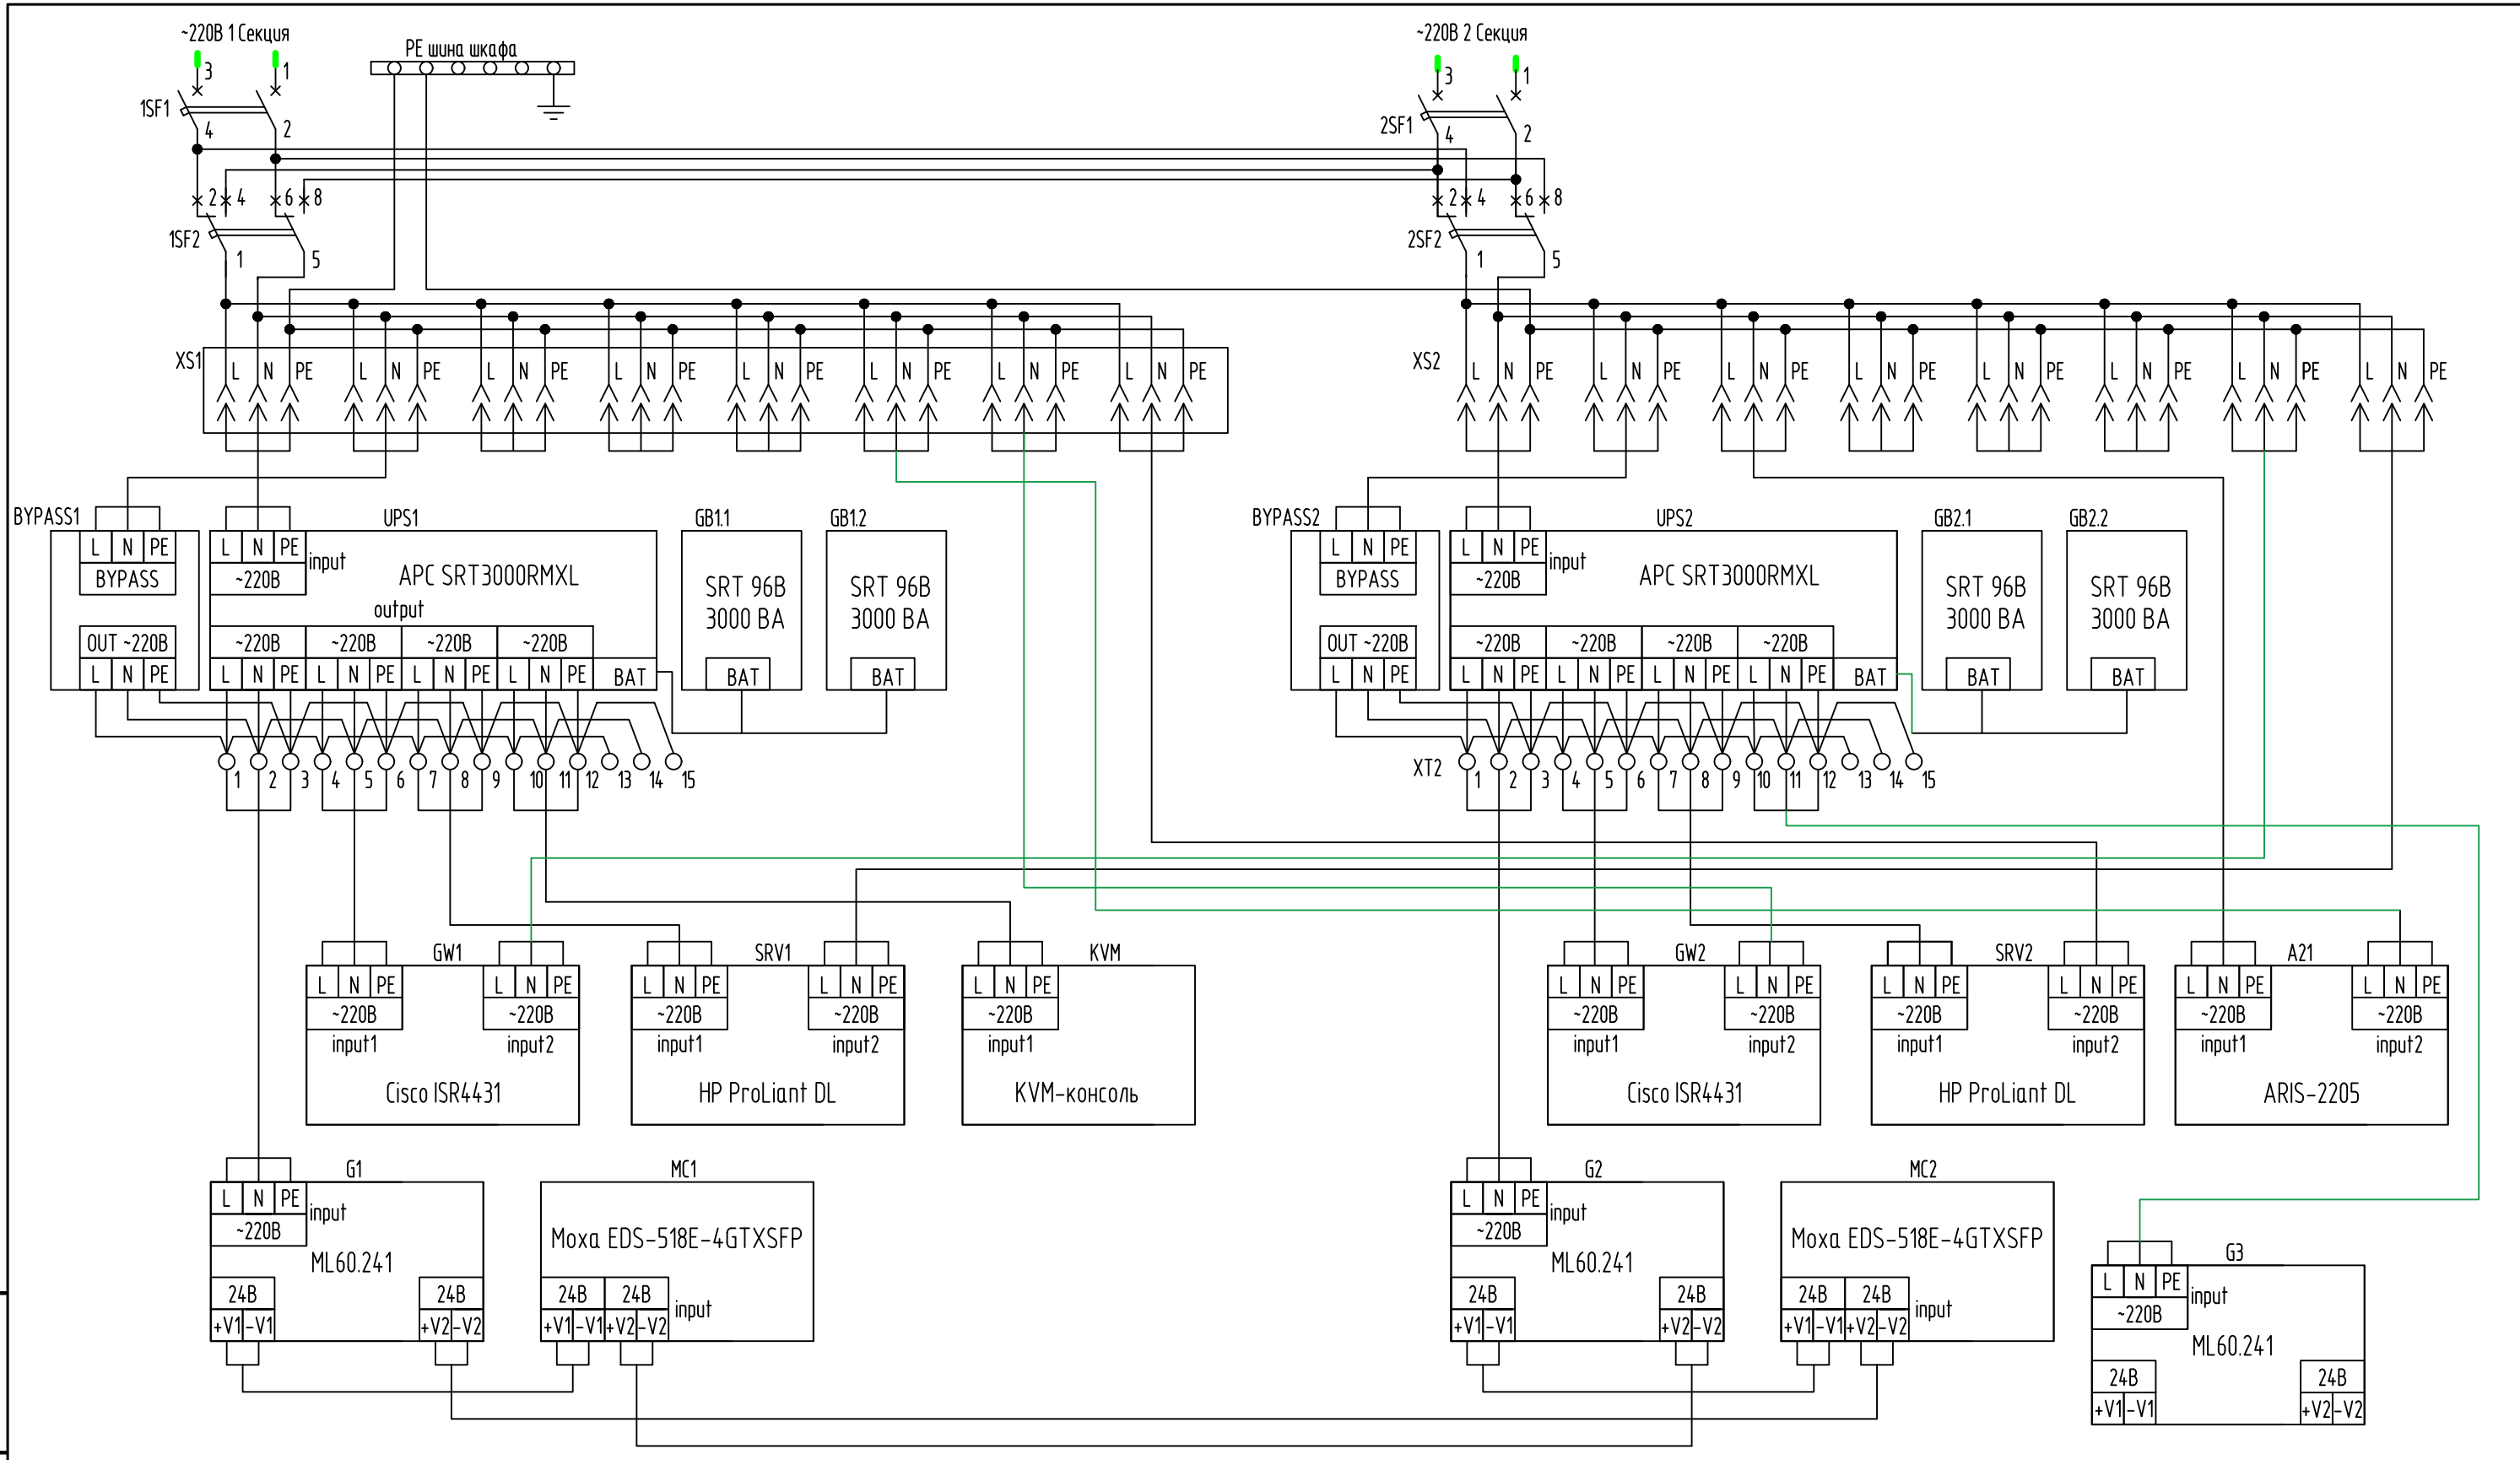 ~220В 1 Секция
PE шина шкафа
~220В 2 Секция
3 1
3 1
1SF1
4 2
2SF1
4 2
2 4 6 8
2 4 6 8
1SF2
1 5
2SF2
1 5
XS1
L N PE L N PE L N PE L N PE L N PE L N PE L N PE L N PE
XS2
L N PE L N PE L N PE L N PE L N PE L N PE L N PE L N PE
BYPASS1
L N PE
BYPASS
OUT ~220В
L N PE
UPS1
L N PE
input
~220В
APC SRT3000RMXL
output
~220В ~220В ~220В ~220В
L N PE L N PE L N PE L N PE BAT
GB1.1
SRT 96В
3000 ВА
BAT
GB1.2
SRT 96В
3000 ВА
BAT
BYPASS2
L N PE
BYPASS
OUT ~220В
L N PE
UPS2
L N PE
input
~220В
APC SRT3000RMXL
~220В ~220В ~220В ~220В
L N PE L N PE L N PE L N PE BAT
GB2.1
SRT 96В
3000 ВА
BAT
GB2.2
SRT 96В
3000 ВА
BAT
1 2 3 4 5 6 7 8 9 10 11 12 13 14 15
XT2
1 2 3 4 5 6 7 8 9 10 11 12 13 14 15
GW1
L N PE L N PE
~220В ~220В
input1 input2
Cisco ISR4431
SRV1
L N PE L N PE
~220В ~220В
input1 input2
HP ProLiant DL
KVM
L N PE
~220В
input1
KVM-консоль
GW2
L N PE L N PE
~220В ~220В
input1 input2
Cisco ISR4431
SRV2
L N PE L N PE
~220В ~220В
input1 input2
HP ProLiant DL
A21
L N PE L N PE
~220В ~220В
input1 input2
ARIS-2205
G1
L N PE
input
~220В
ML60.241
24В 24В
+V1 -V1 +V2 -V2
MC1
Moxa EDS-518E-4GTXSFP
24В 24В
input
+V1 -V1 +V2 -V2
G2
L N PE
input
~220В
ML60.241
24В 24В
+V1 -V1 +V2 -V2
MC2
Moxa EDS-518E-4GTXSFP
24В 24В
input
+V1 -V1 +V2 -V2
G3
L N PE
input
~220В
ML60.241
24В 24В
+V1 -V1 +V2 -V2